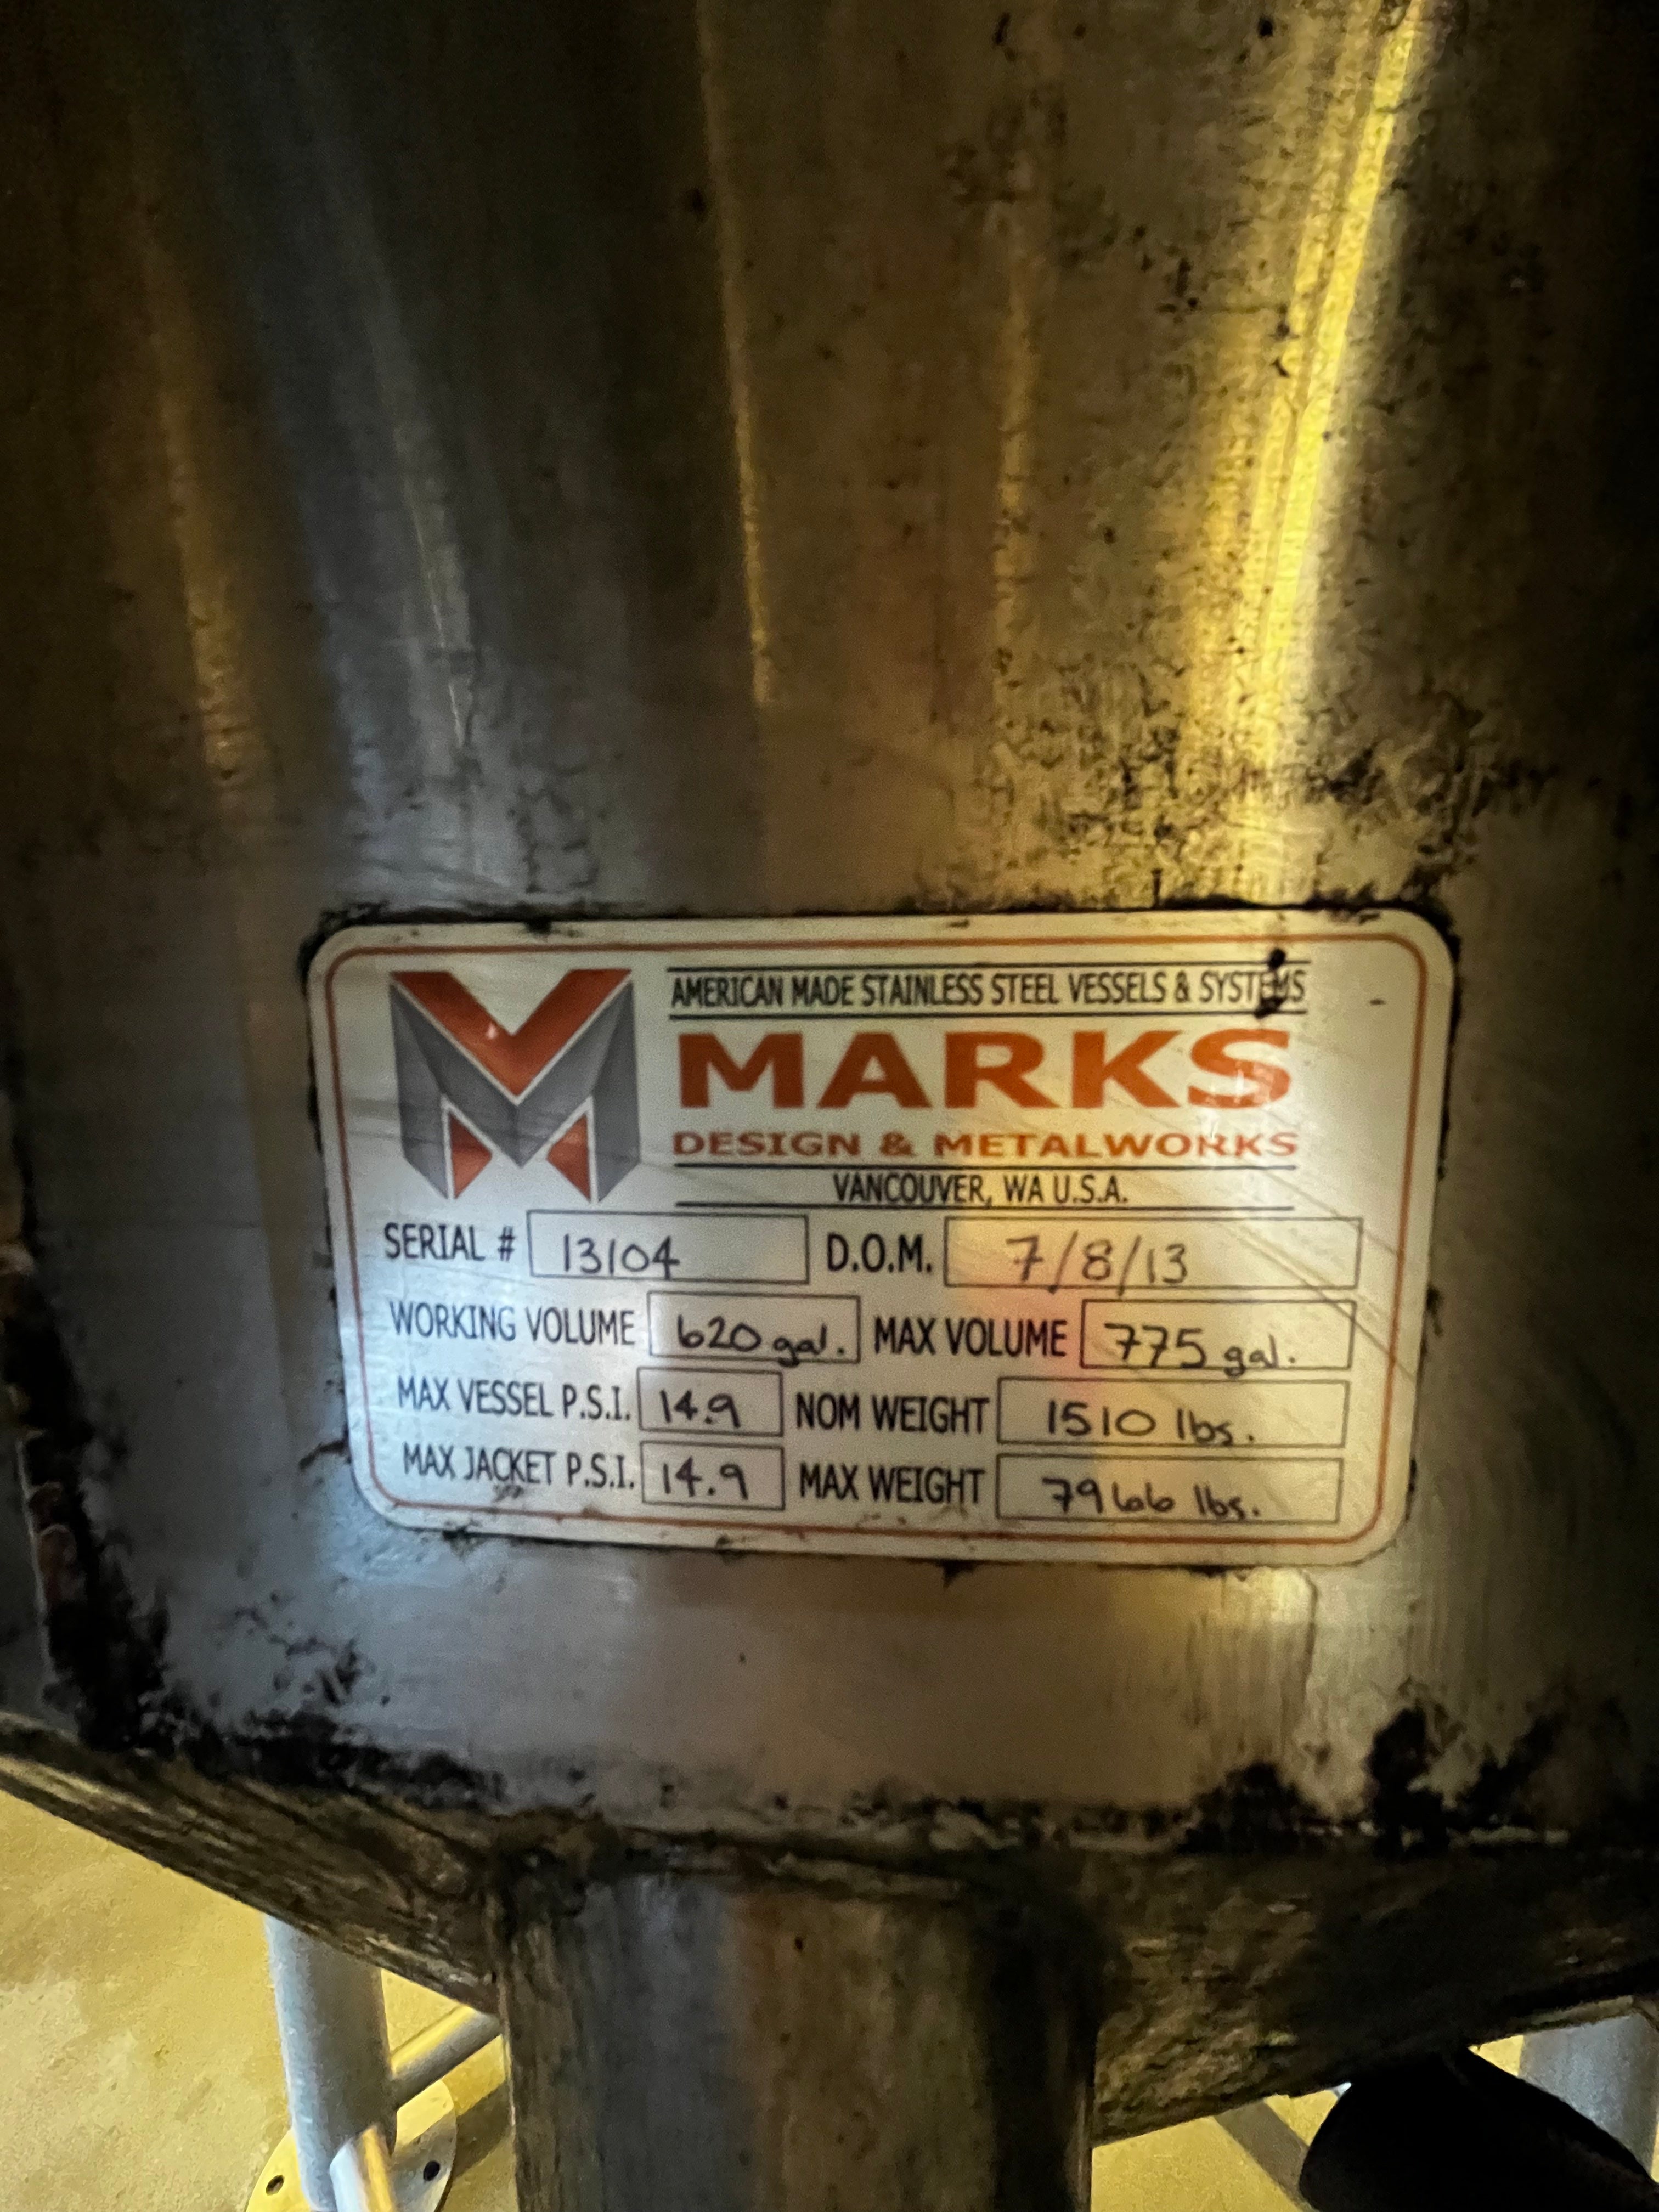 AMERICAN MADE STAINLESS STEEL VESSELS & SYSTEMS
MARKS
DESIGN & METALWORKS
VANCOUVER, WA U.S.A.
SERIAL # 13104 D.O.M. 7/8/13
WORKING VOLUME 620 gal. MAX VOLUME 775 gal.
MAX VESSEL P.S.I. 14.9 NOM WEIGHT 1510 lbs.
MAX JACKET P.S.I. 14.9 MAX WEIGHT 7966 lbs.